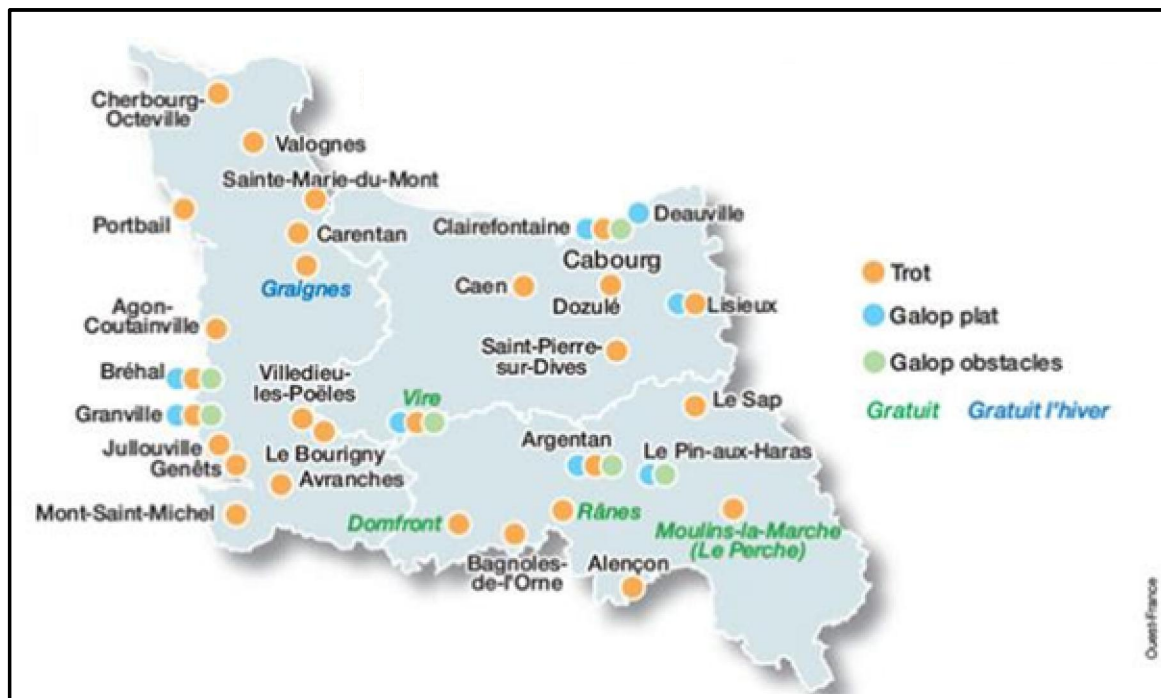 Cherbourg-
Octeville
Valognes
Sainte-Marie-du-Mont
Portbail
Carentan
Graignes
Clairefontaine
Deauville
Cabourg
Caen
Dozulé
Lisieux
Agon-
Coutainville
Saint-Pierre-
sur-Dives
Bréhal
Villedieu-
les-Poëles
Vire
Granville
Le Sap
Jullouville
Genêts
Le Bourigny
Avranches
Argentan
Le Pin-aux-Haras
Mont-Saint-Michel
Domfront
Rânes
Moulins-la-Marche
(Le Perche)
Bagnoles-
de-l'Orne
Alençon
Trot
Galop plat
Galop obstacles
Gratuit Gratuit l'hiver
Ouest-France